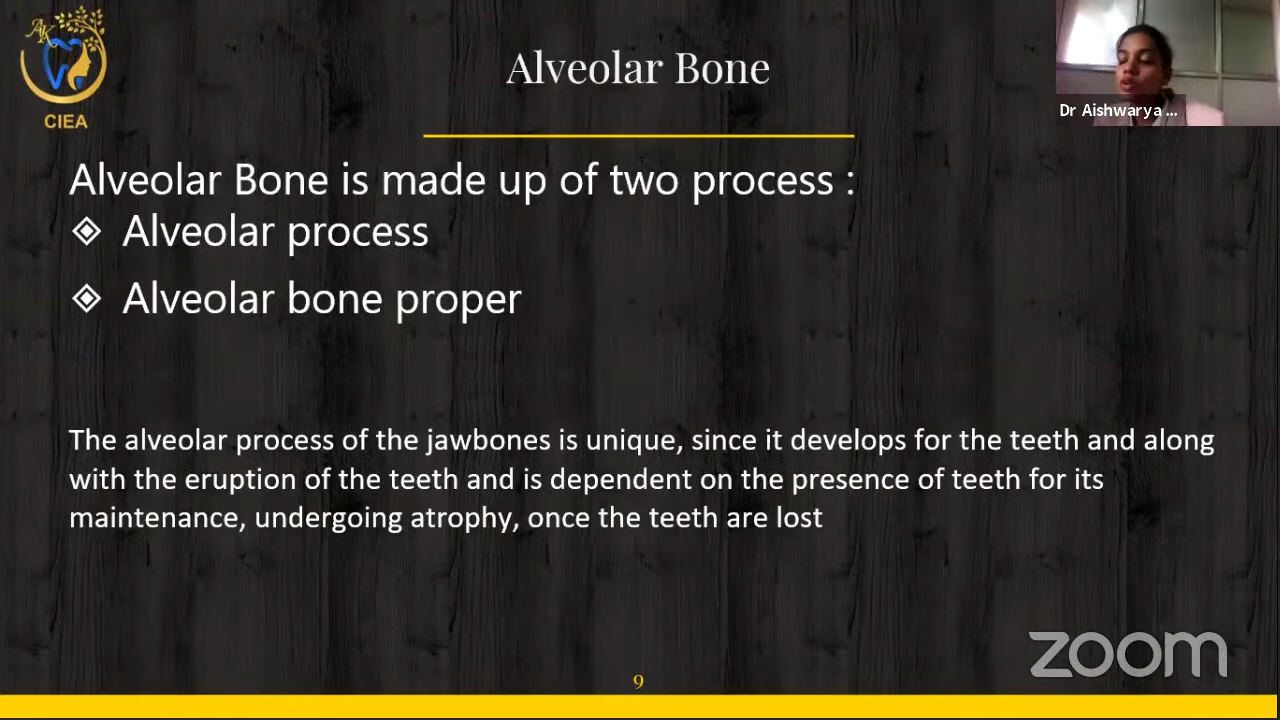 AK
CIEA
Alveolar Bone
Dr Aishwarya ...
Alveolar Bone is made up of two process :
Alveolar process
Alveolar bone proper
The alveolar process of the jawbones is unique, since it develops for the teeth and along
with the eruption of the teeth and is dependent on the presence of teeth for its
maintenance, undergoing atrophy, once the teeth are lost
zoom
9